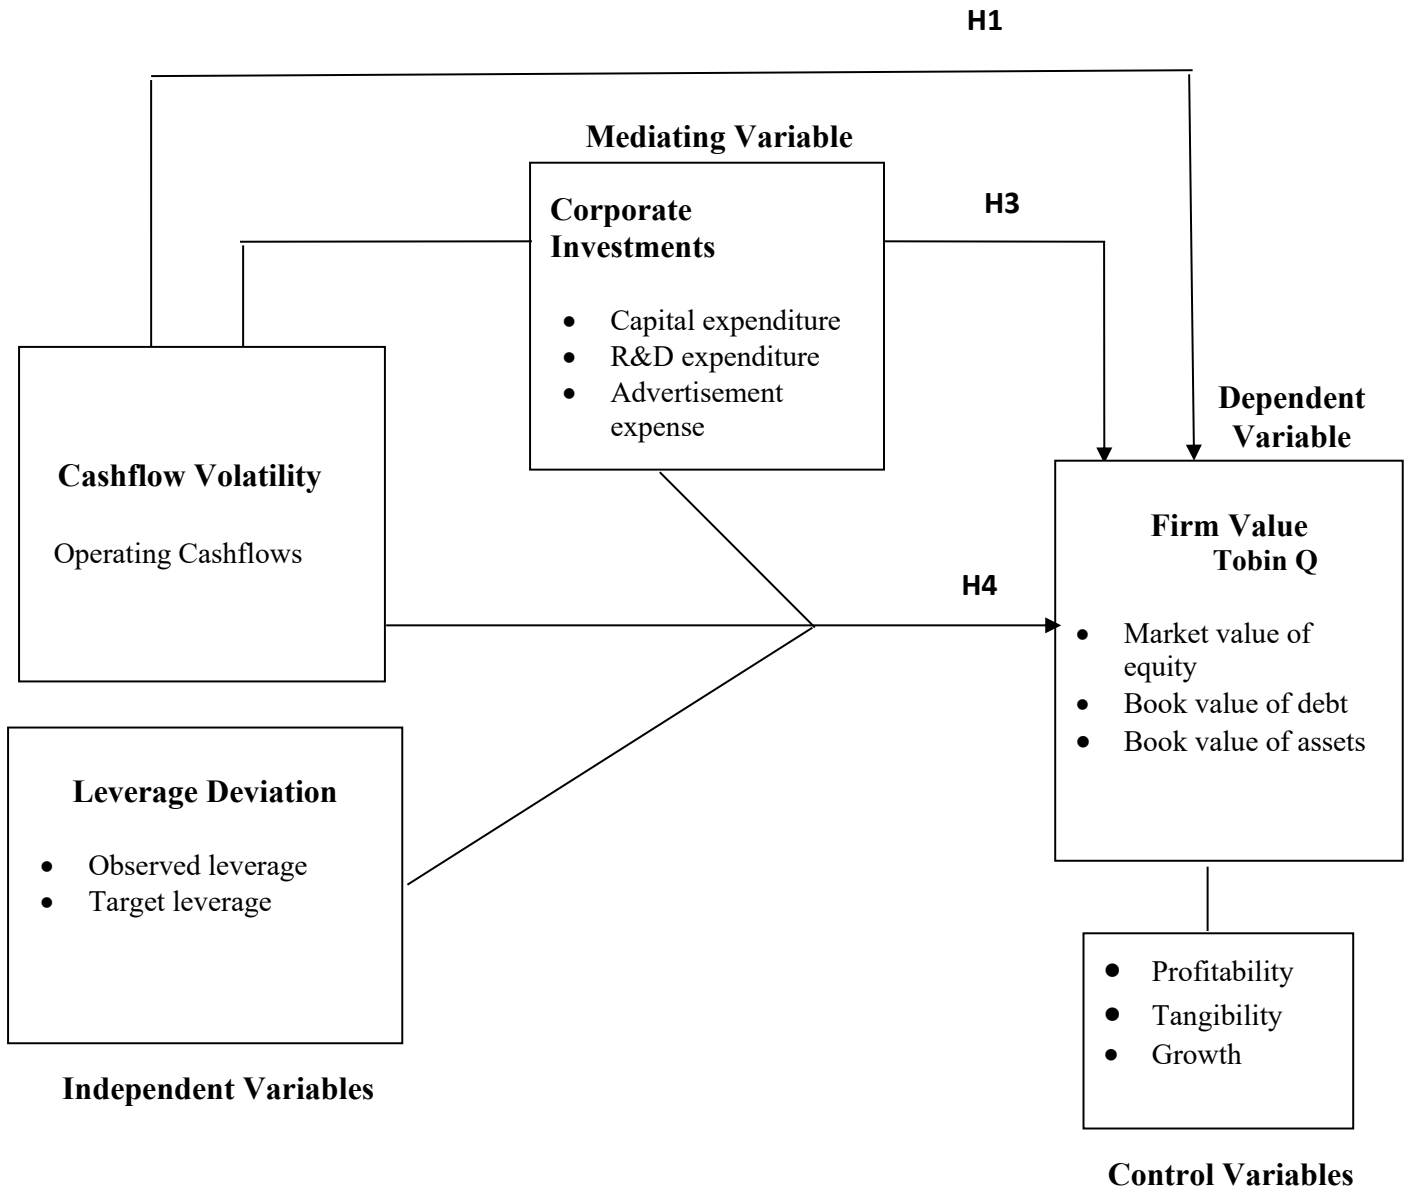 H1
Mediating Variable
Corporate
Investments
• Capital expenditure
• R&D expenditure
• Advertisement
expense
H3
Cashflow Volatility
Operating Cashflows
Dependent
Variable
Firm Value
Tobin Q
• Market value of
equity
• Book value of debt
• Book value of assets
H4
Leverage Deviation
• Observed leverage
• Target leverage
Independent Variables
• Profitability
• Tangibility
• Growth
Control Variables